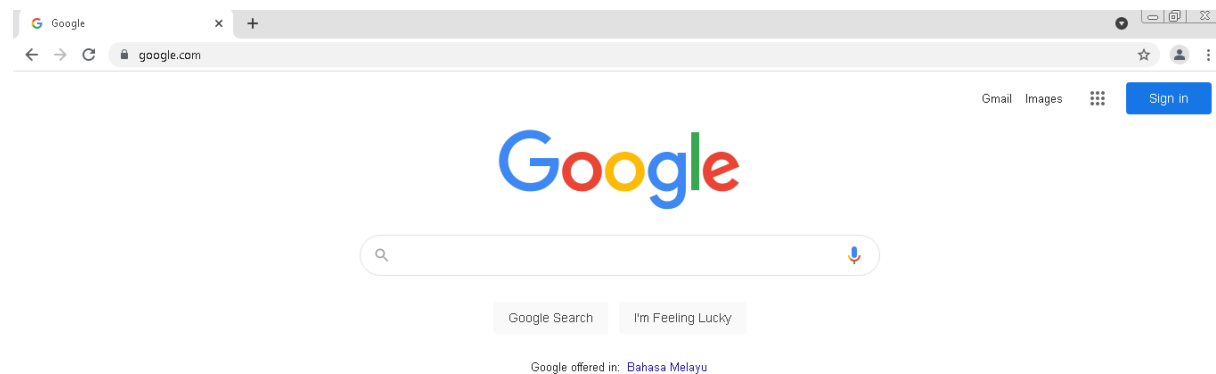 Google
google.com
Gmail Images Sign in
Google
Google Search I'm Feeling Lucky
Google offered in: Bahasa Melayu